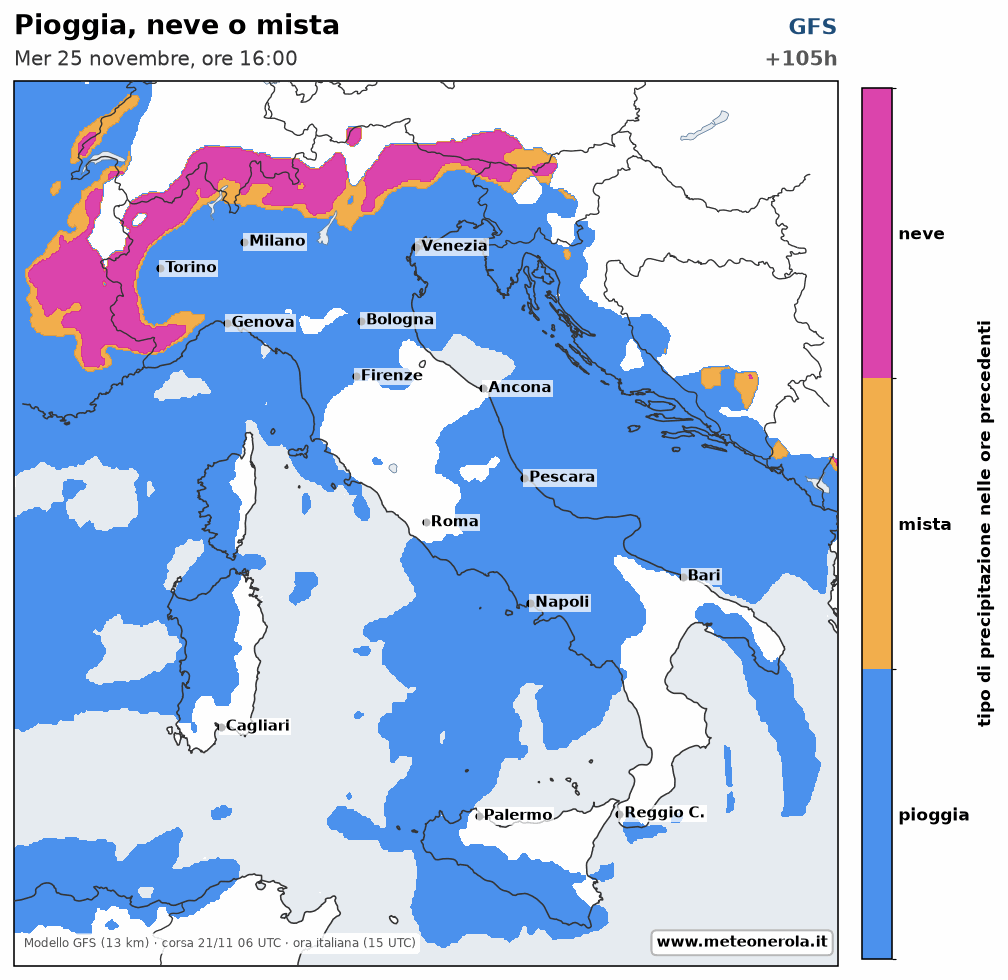 Pioggia, neve o mista
GFS
Mer 25 novembre, ore 16:00
+105h
neve
mista
pioggia
tipo di precipitazione nelle ore precedenti
Milano
Venezia
Torino
Genova
Bologna
Firenze
Ancona
Pescara
Roma
Bari
Napoli
Cagliari
Palermo
Reggio C.
Modello GFS (13 km) · corsa 21/11 06 UTC · ora italiana (15 UTC)
www.meteonerola.it